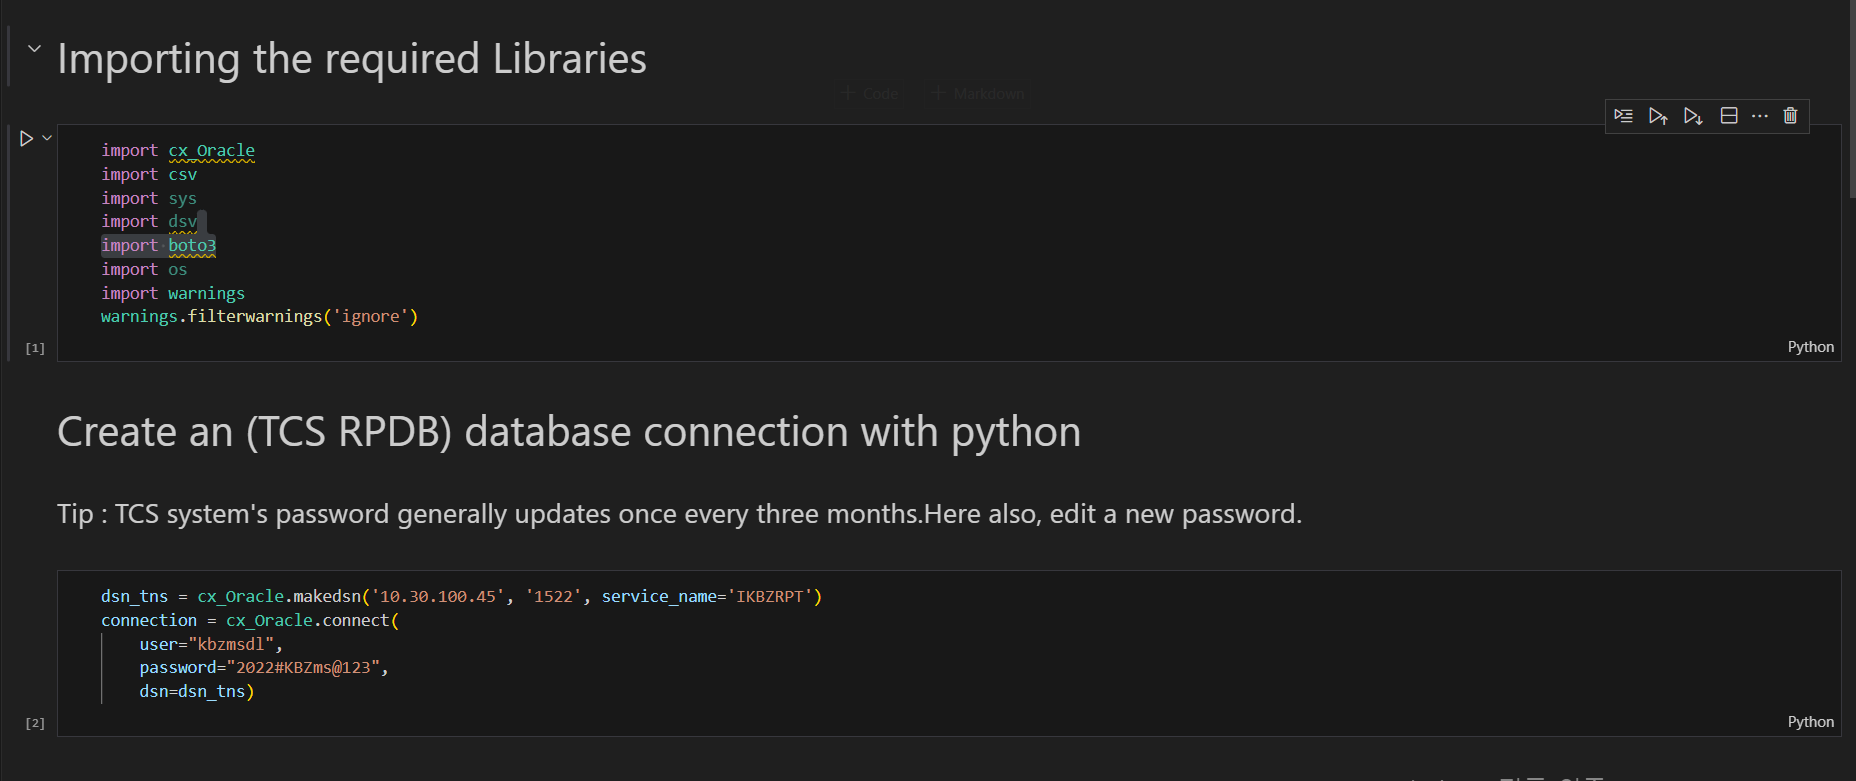 Importing the required Libraries
+ Code + Markdown
import cx_Oracle
import csv
import sys
import dsv
import boto3
import os
import warnings
warnings.filterwarnings('ignore')
[1]
Python
Create an (TCS RPDB) database connection with python
Tip : TCS system's password generally updates once every three months.Here also, edit a new password.
dsn_tns = cx_Oracle.makedsn('10.30.100.45', '1522', service_name='IKBZRPT')
connection = cx_Oracle.connect(
user="kbzmsdl",
password="2022#KBZms@123",
dsn=dsn_tns)
[2]
Python